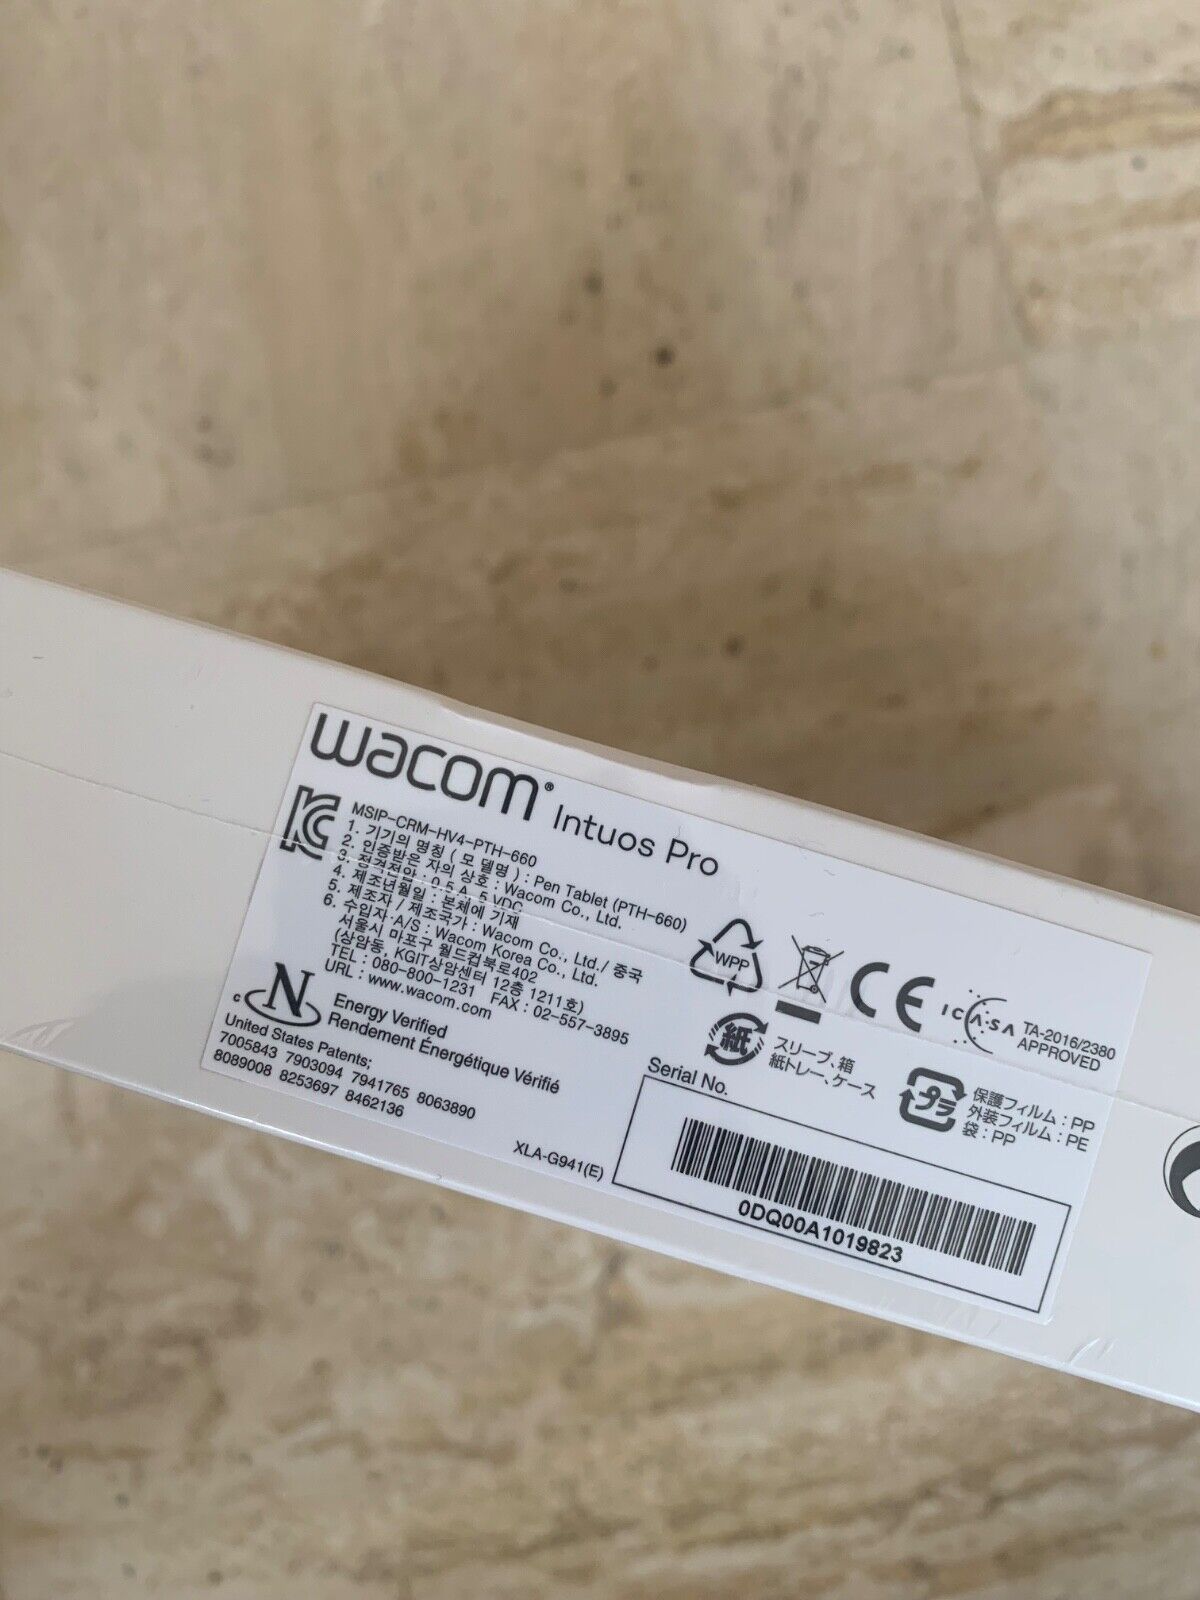 wacom® Intuos Pro
MSIP-CRM-HV4-PTH-660
1. 기기의 명칭 ( 모 델명 ) : Pen Tablet (PTH-660)
2. 인증받은 자의 상호 : Wacom Co., Ltd.
3. 정격전압 : 0.5 A, 5 VDC
4. 제조년월일 : 본체에 기재
5. 제조자 / 제조국가 : Wacom Co., Ltd./ 중국
6. 수입자·A/S : Wacom Korea Co., Ltd.
서울시 마포구 월드컵북로402
(상암동, KGIT상암센터 12층 1211호)
TEL : 080-800-1231 FAX : 02-557-3895
URL : www.wacom.com
C N
Energy Verified
Rendement Énergétique Vérifié
United States Patents;
7005843 7903094 7941765 8063890
8089008 8253697 8462136
XLA-G941(E)
WPP
CE
ICASA
TA-2016/2380
APPROVED
紙
スリーブ、箱
紙トレー、ケース
プラ
保護フィルム : PP
外装フィルム : PE
袋 : PP
Serial No.
0DQ00A1019823